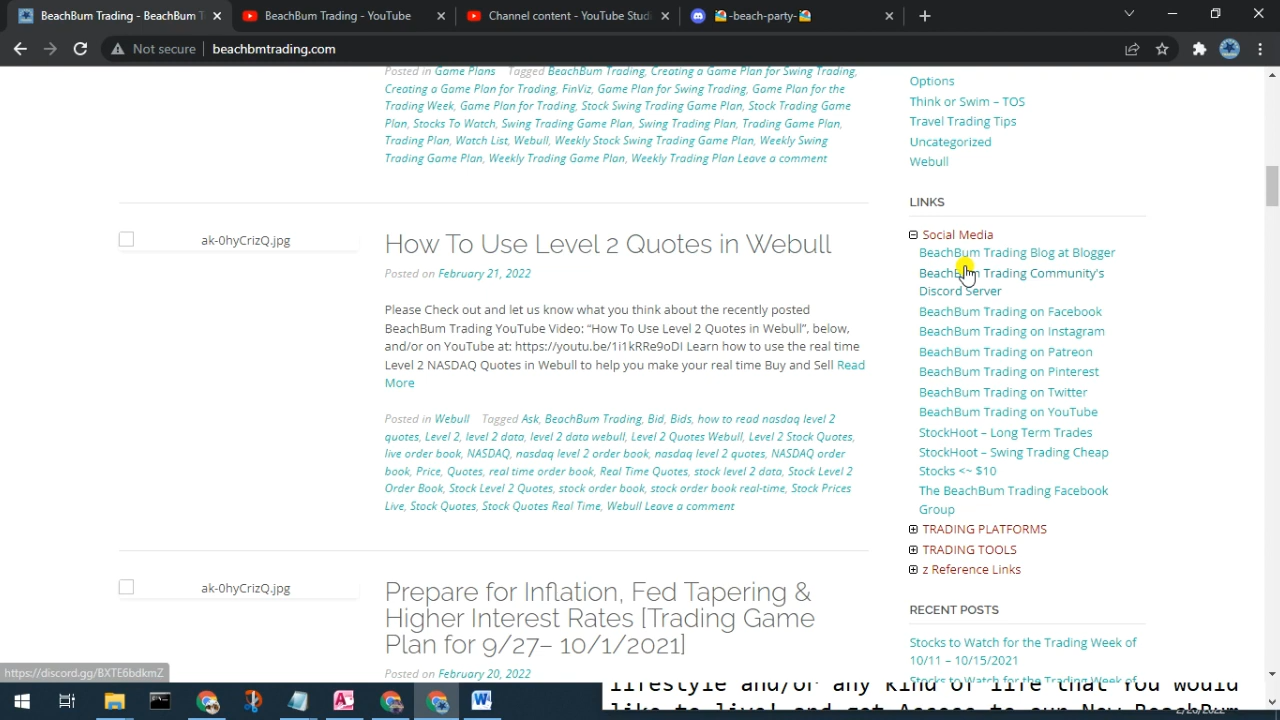 BeachBum Trading - BeachBum T
BeachBum Trading - YouTube
Channel content - YouTube Stud
-beach-party-
Not secure
beachbmtrading.com
Posted in Game Plans Tagged BeachBum Trading, Creating a Game Plan for Swing Trading,
Creating a Game Plan for Trading, FinViz, Game Plan for Swing Trading, Game Plan for the
Trading Week, Game Plan for Trading, Stock Swing Trading Game Plan, Stock Trading Game
Plan, Stocks To Watch, Swing Trading Game Plan, Swing Trading Plan, Trading Game Plan,
Trading Plan, Watch List, Webull, Weekly Stock Swing Trading Game Plan, Weekly Swing
Trading Game Plan, Weekly Trading Game Plan, Weekly Trading Plan Leave a comment
ak-0hyCrizQ.jpg
How To Use Level 2 Quotes in Webull
Posted on February 21, 2022
Please Check out and let us know what you think about the recently posted
BeachBum Trading YouTube Video: “How To Use Level 2 Quotes in Webull”, below,
and/or on YouTube at: https://youtu.be/1i1kRRe9oDI Learn how to use the real time
Level 2 NASDAQ Quotes in Webull to help you make your real time Buy and Sell Read
More
Posted in Webull Tagged Ask, BeachBum Trading, Bid, Bids, how to read nasdaq level 2
quotes, Level 2, level 2 data, level 2 data webull, Level 2 Quotes Webull, Level 2 Stock Quotes,
live order book, NASDAQ, nasdaq level 2 order book, nasdaq level 2 quotes, NASDAQ order
book, Price, Quotes, real time order book, Real Time Quotes, stock level 2 data, Stock Level 2
Order Book, Stock Level 2 Quotes, stock order book, stock order book real-time, Stock Prices
Live, Stock Quotes, Stock Quotes Real Time, Webull Leave a comment
ak-0hyCrizQ.jpg
Prepare for Inflation, Fed Tapering &
Higher Interest Rates [Trading Game
Plan for 9/27– 10/1/2021]
Posted on February 20, 2022
Options
Think or Swim – TOS
Travel Trading Tips
Uncategorized
Webull
LINKS
Social Media
BeachBum Trading Blog at Blogger
BeachBum Trading Community's
Discord Server
BeachBum Trading on Facebook
BeachBum Trading on Instagram
BeachBum Trading on Patreon
BeachBum Trading on Pinterest
BeachBum Trading on Twitter
BeachBum Trading on YouTube
StockHoot – Long Term Trades
StockHoot – Swing Trading Cheap
Stocks <~ $10
The BeachBum Trading Facebook
Group
TRADING PLATFORMS
TRADING TOOLS
z Reference Links
RECENT POSTS
Stocks to Watch for the Trading Week of
10/11 – 10/15/2021
Stocks to Watch for the Trading Week of
https://discord.gg/BXTE6bdkmZ
lifestyle and/or any kind of life that You would
like to live! and get Access to our New BeachBum